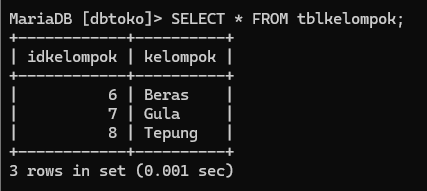 MariaDB [dbtoko]> SELECT * FROM tblkelompok;
+------------+----------+
| idkelompok | kelompok |
+------------+----------+
|          6 | Beras    |
|          7 | Gula     |
|          8 | Tepung   |
+------------+----------+
3 rows in set (0.001 sec)